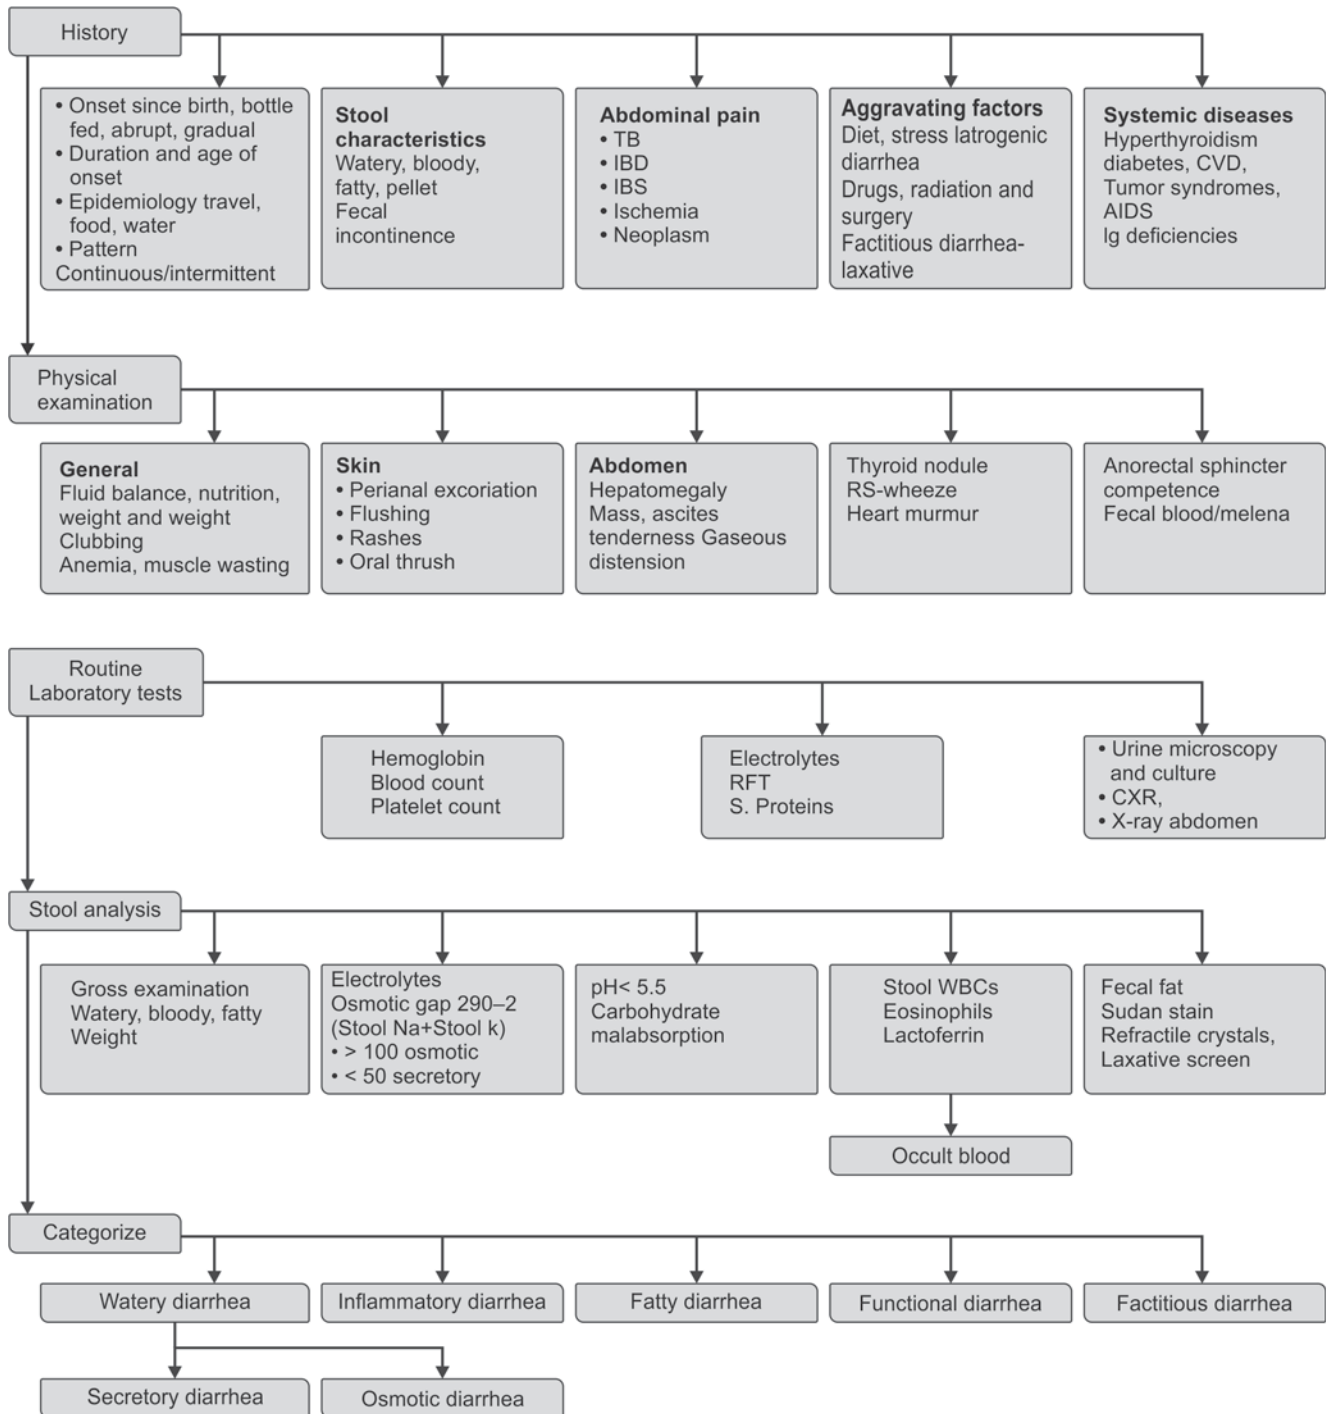 History
• Onset since birth, bottle
fed, abrupt, gradual
• Duration and age of
onset
• Epidemiology travel,
food, water
• Pattern
Continuous/intermittent
Stool
characteristics
Watery, bloody,
fatty, pellet
Fecal
incontinence
Abdominal pain
• TB
• IBD
• IBS
• Ischemia
• Neoplasm
Aggravating factors
Diet, stress Iatrogenic
diarrhea
Drugs, radiation and
surgery
Factitious diarrhea-
laxative
Systemic diseases
Hyperthyroidism
diabetes, CVD,
Tumor syndromes,
AIDS
Ig deficiencies
Physical
examination
General
Fluid balance, nutrition,
weight and weight
Clubbing
Anemia, muscle wasting
Skin
• Perianal excoriation
• Flushing
• Rashes
• Oral thrush
Abdomen
Hepatomegaly
Mass, ascites
tenderness Gaseous
distension
Thyroid nodule
RS-wheeze
Heart murmur
Anorectal sphincter
competence
Fecal blood/melena
Routine
Laboratory tests
Hemoglobin
Blood count
Platelet count
Electrolytes
RFT
S. Proteins
• Urine microscopy
and culture
• CXR,
• X-ray abdomen
Stool analysis
Gross examination
Watery, bloody, fatty
Weight
Electrolytes
Osmotic gap 290–2
(Stool Na+Stool k)
• > 100 osmotic
• < 50 secretory
pH< 5.5
Carbohydrate
malabsorption
Stool WBCs
Eosinophils
Lactoferrin
Fecal fat
Sudan stain
Refractile crystals,
Laxative screen
Occult blood
Categorize
Watery diarrhea
Inflammatory diarrhea
Fatty diarrhea
Functional diarrhea
Factitious diarrhea
Secretory diarrhea
Osmotic diarrhea